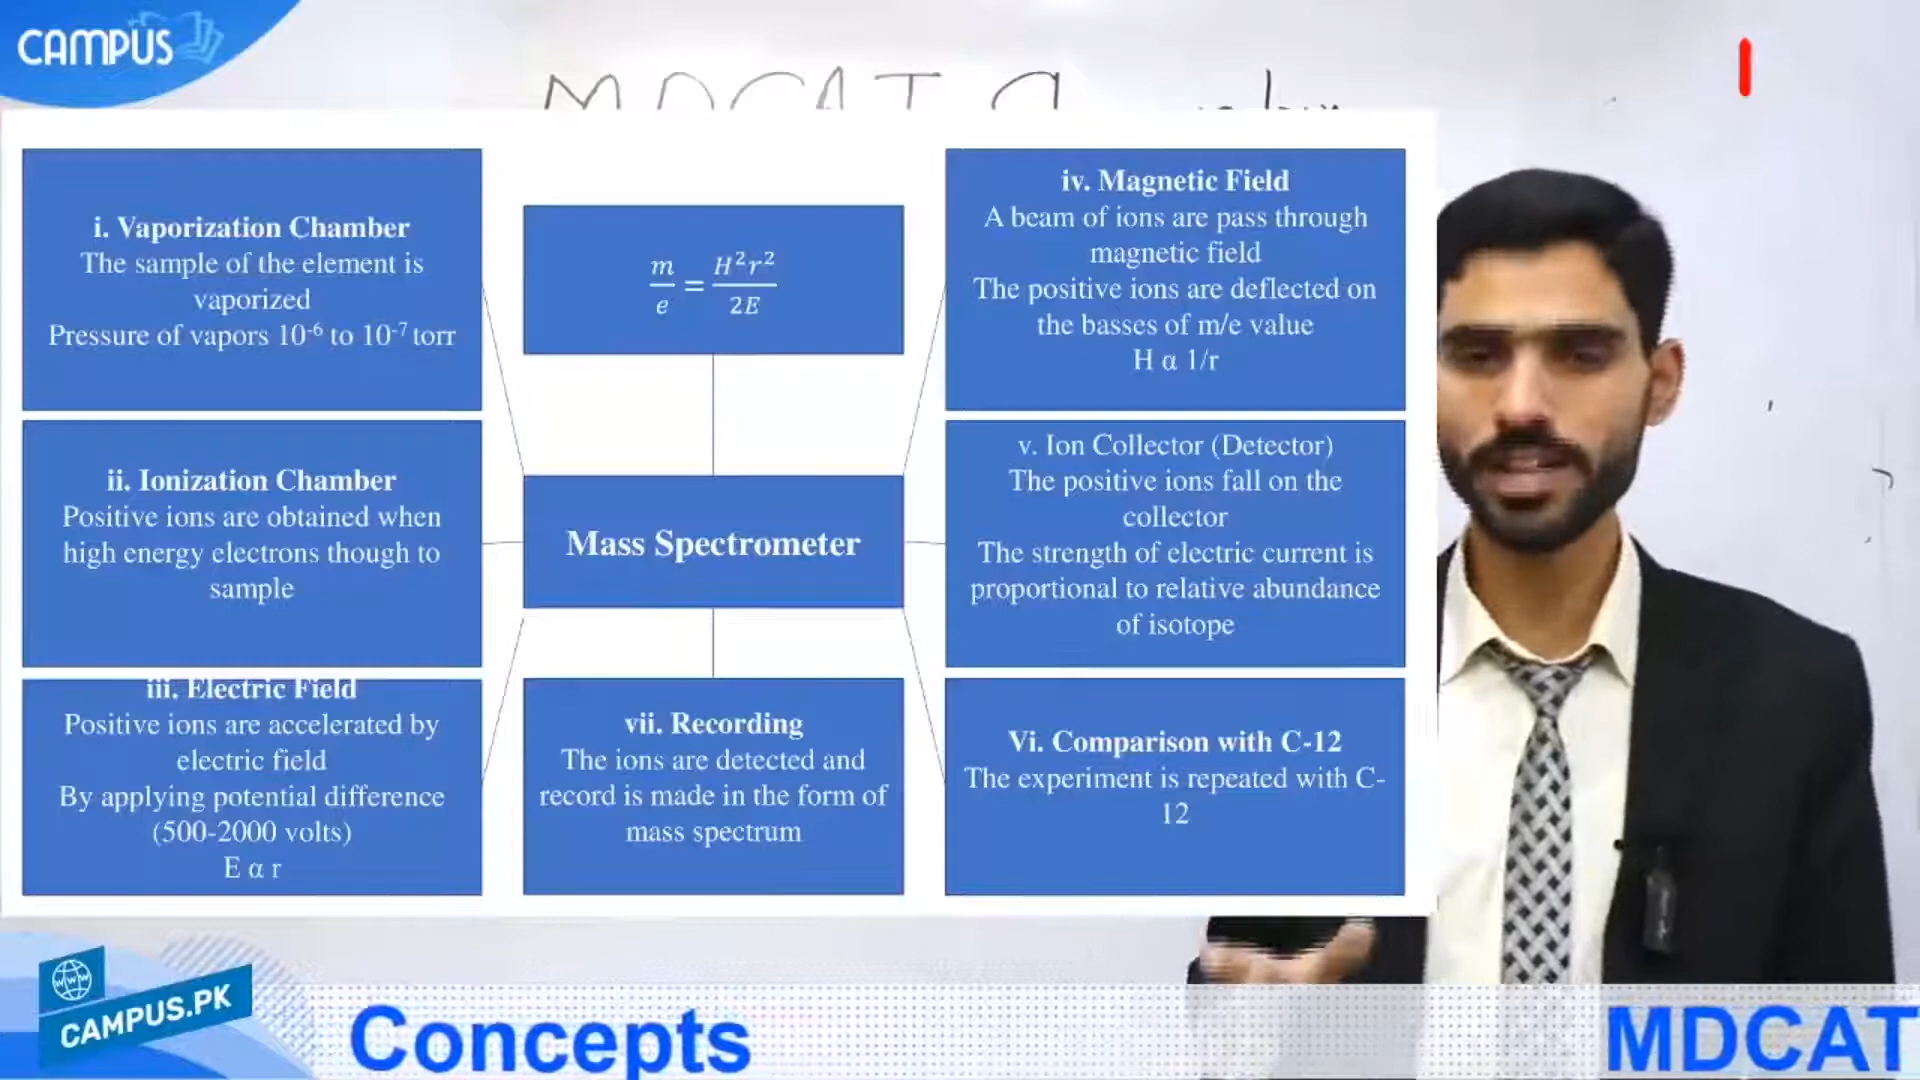 CAMPUS
MDCAT
i. Vaporization Chamber
The sample of the element is
vaporized
Pressure of vapors 10⁻⁶ to 10⁻⁷ torr
ii. Ionization Chamber
Positive ions are obtained when
high energy electrons though to
sample
iii. Electric Field
Positive ions are accelerated by
electric field
By applying potential difference
(500-2000 volts)
E α r
m/e = H²r²/2E
Mass Spectrometer
vii. Recording
The ions are detected and
record is made in the form of
mass spectrum
iv. Magnetic Field
A beam of ions are pass through
magnetic field
The positive ions are deflected on
the basses of m/e value
H α 1/r
v. Ion Collector (Detector)
The positive ions fall on the
collector
The strength of electric current is
proportional to relative abundance
of isotope
Vi. Comparison with C-12
The experiment is repeated with C-
12
www
CAMPUS.PK
Concepts
MDCAT